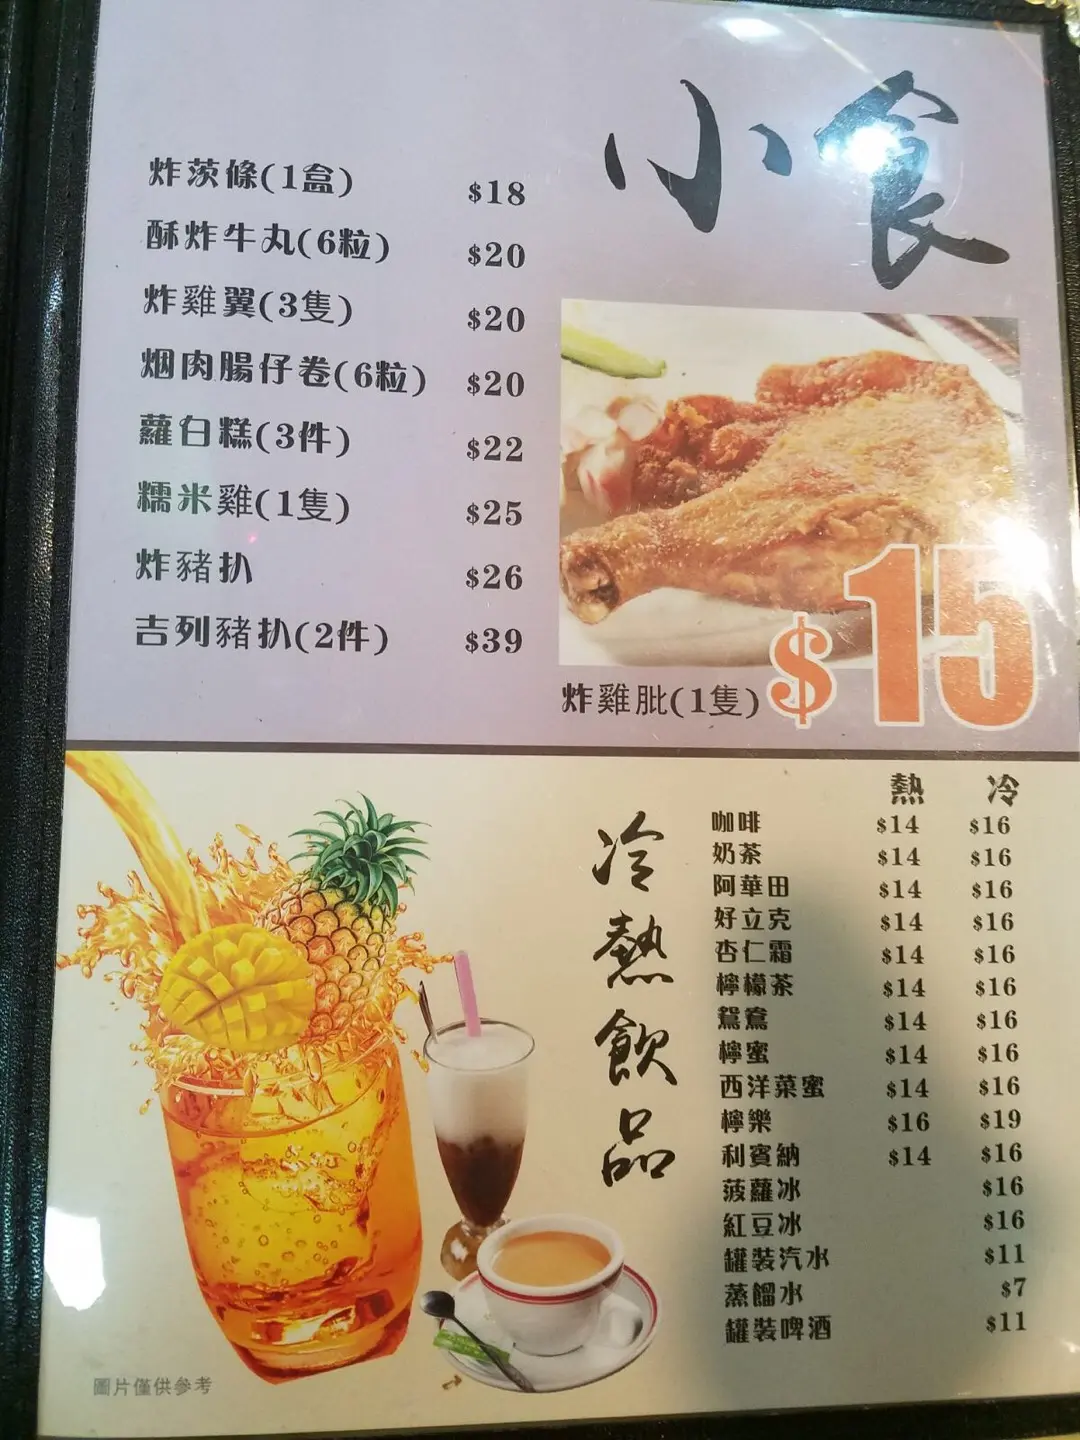 小食
炸茨條(1盒) $18
酥炸牛丸(6粒) $20
炸雞翼(3隻) $20
烟肉腸仔卷(6粒) $20
蘿白糕(3件) $22
糯米雞(1隻) $25
炸豬扒 $26
吉列豬扒(2件) $39
炸雞肶(1隻) $15
冷熱飲品
熱 冷
咖啡 $14 $16
奶茶 $14 $16
阿華田 $14 $16
好立克 $14 $16
杏仁霜 $14 $16
檸檬茶 $14 $16
鴛鴦 $14 $16
檸蜜 $14 $16
西洋菜蜜 $14 $16
檸樂 $16 $19
利賓納 $14 $16
菠蘿冰 $16
紅豆冰 $16
罐裝汽水 $11
蒸餾水 $7
罐裝啤酒 $11
圖片僅供參考